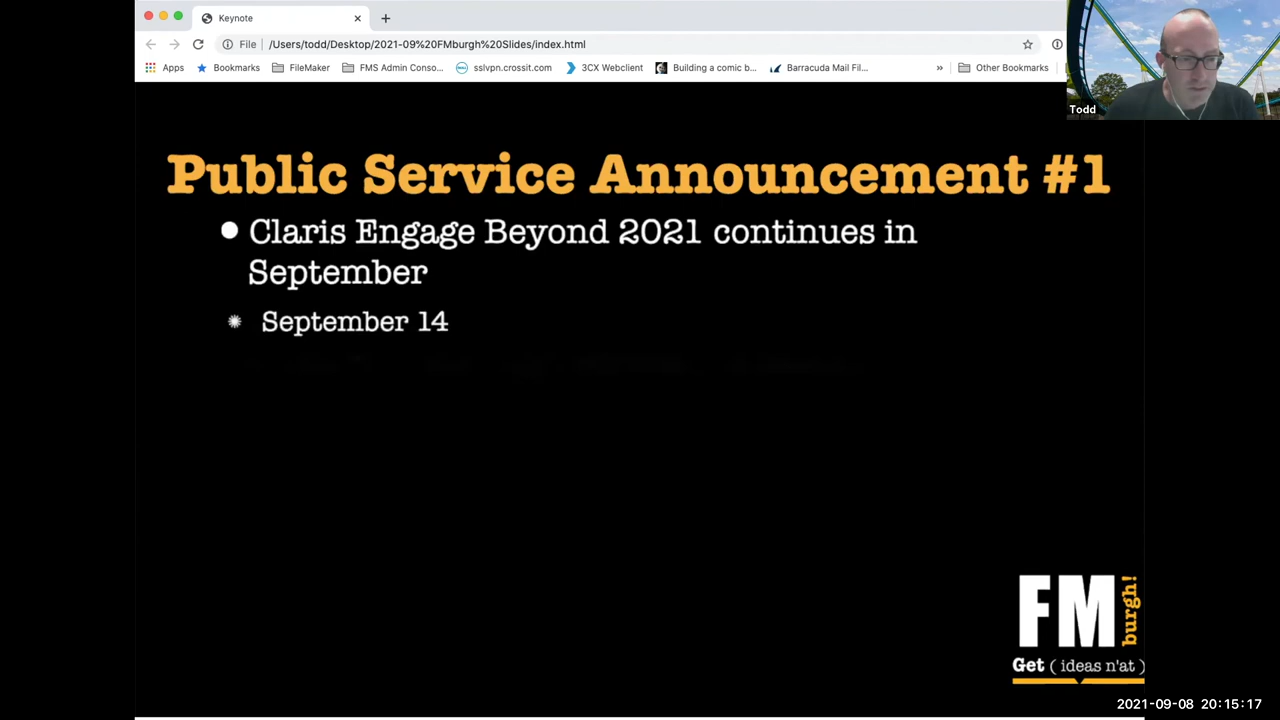 Keynote
File
/Users/todd/Desktop/2021-09%20FMburgh%20Slides/index.html
Apps
Bookmarks
FileMaker
FMS Admin Conso...
sslvpn.crossit.com
3CX Webclient
Building a comic b...
Barracuda Mail Fil...
»
Other Bookmarks
Todd
Public Service Announcement #1
Claris Engage Beyond 2021 continues in
September
September 14
FM
burgh!
Get ( ideas n'at )
2021-09-08 20:15:17